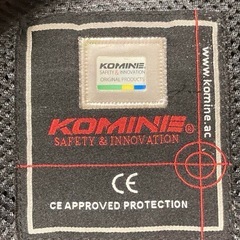 KOMINE
SAFETY & INNOVATION
ORIGINAL PRODUCTS
www.komine.ac
KOMINE®
SAFETY & INNOVATION
CE
CE APPROVED PROTECTION